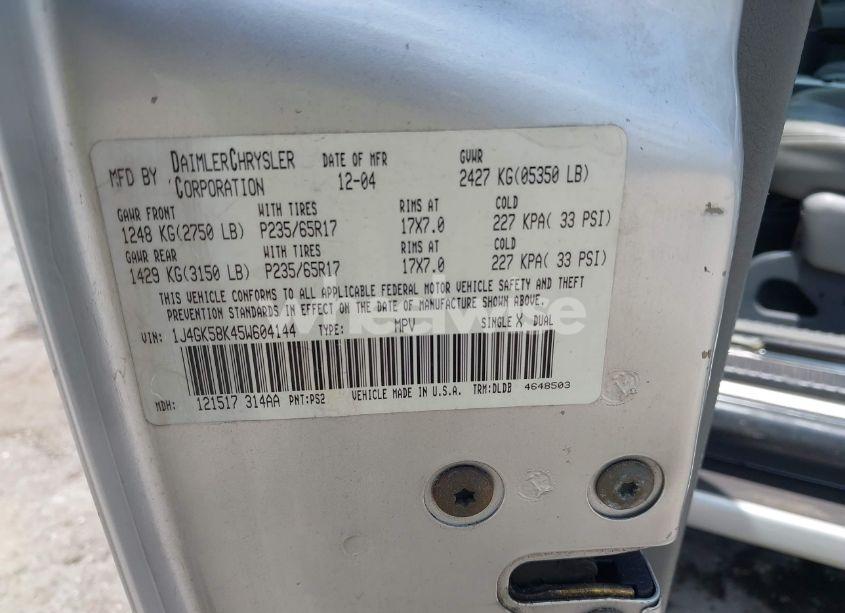 MFD BY DAIMLERCHRYSLER CORPORATION DATE OF MFR 12-04 GVWR 2427 KG(05350 LB)
GAWR FRONT WITH TIRES RIMS AT COLD
1248 KG(2750 LB) P235/65R17 17X7.0 227 KPA( 33 PSI)
GAWR REAR WITH TIRES RIMS AT COLD
1429 KG(3150 LB) P235/65R17 17X7.0 227 KPA( 33 PSI)
THIS VEHICLE CONFORMS TO ALL APPLICABLE FEDERAL MOTOR VEHICLE SAFETY AND THEFT
PREVENTION STANDARDS IN EFFECT ON THE DATE OF MANUFACTURE SHOWN ABOVE.
VIN: 1J4GK58K45W604144 TYPE: MPV SINGLE X DUAL
MDH: 121517 314AA PNT:PS2 VEHICLE MADE IN U.S.A. TRM:DLDB 4648503